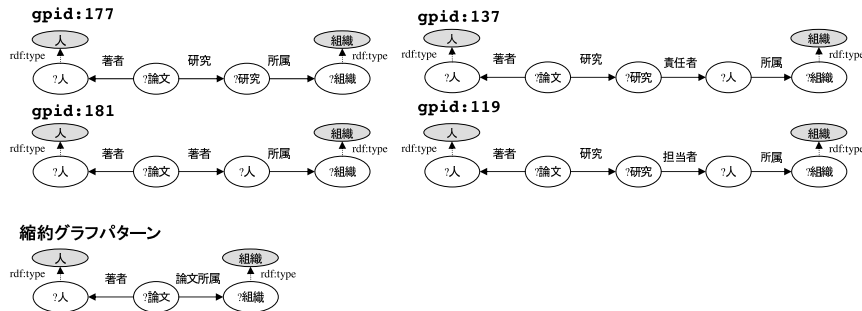 gpid:177
人
組織
rdf:type
rdf:type
著者
研究
所属
?人
?論文
?研究
?組織
gpid:137
人
組織
rdf:type
rdf:type
著者
研究
責任者
所属
?人
?論文
?研究
?人
?組織
gpid:181
人
組織
rdf:type
rdf:type
著者
著者
所属
?人
?論文
?人
?組織
gpid:119
人
組織
rdf:type
rdf:type
著者
研究
担当者
所属
?人
?論文
?研究
?人
?組織
縮約グラフパターン
人
組織
rdf:type
rdf:type
著者
論文所属
?人
?論文
?組織